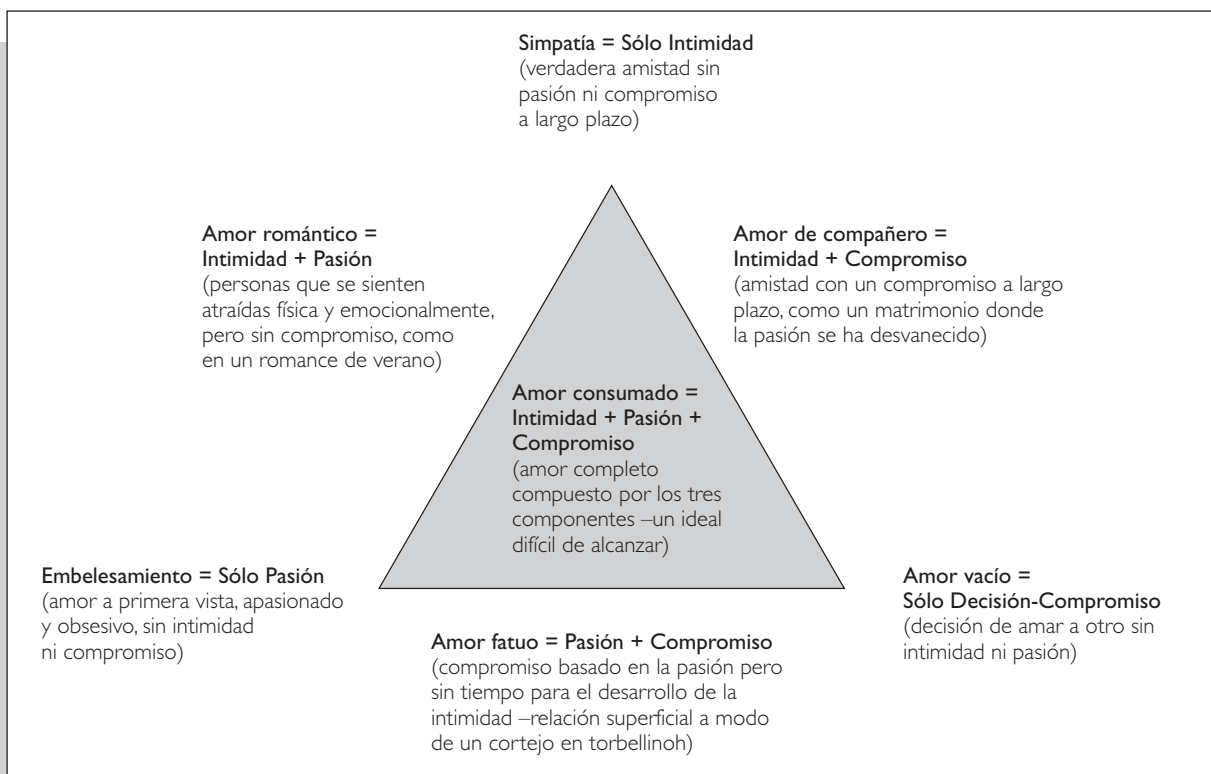 Simpatía = Sólo Intimidad
(verdadera amistad sin
pasión ni compromiso
a largo plazo)
Amor romántico =
Intimidad + Pasión
(personas que se sienten
atraídas física y emocionalmente,
pero sin compromiso, como
en un romance de verano)
Amor de compañero =
Intimidad + Compromiso
(amistad con un compromiso a largo
plazo, como un matrimonio donde
la pasión se ha desvanecido)
Amor consumado =
Intimidad + Pasión +
Compromiso
(amor completo
compuesto por los tres
componentes –un ideal
difícil de alcanzar)
Embelesamiento = Sólo Pasión
(amor a primera vista, apasionado
y obsesivo, sin intimidad
ni compromiso)
Amor fatuo = Pasión + Compromiso
(compromiso basado en la pasión pero
sin tiempo para el desarrollo de la
intimidad –relación superficial a modo
de un cortejo en torbellinoh)
Amor vacío =
Sólo Decisión-Compromiso
(decisión de amar a otro sin
intimidad ni pasión)